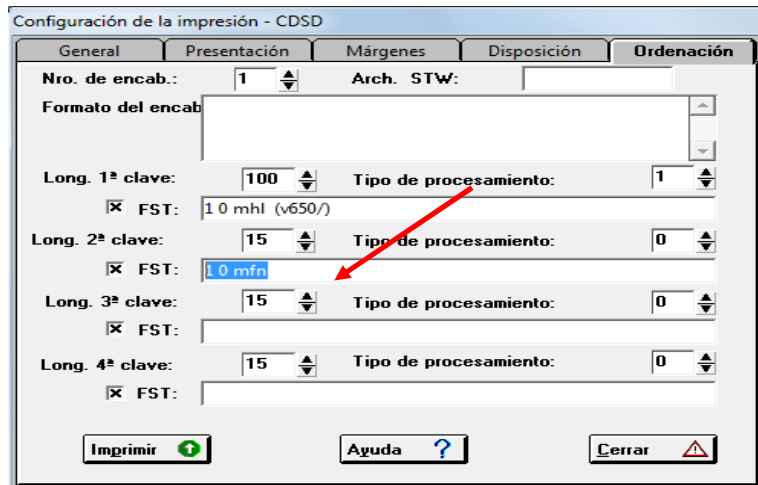 Configuración de la impresión - CDSD
General Presentación Márgenes Disposición Ordenación
Nro. de encab.: 1 Arch. STW:
Formato del encab
Long. 1ª clave: 100 Tipo de procesamiento: 1
FST: 1 0 mhl (v650/)
Long. 2ª clave: 15 Tipo de procesamiento: 0
FST: 1 0 mfn
Long. 3ª clave: 15 Tipo de procesamiento: 0
FST:
Long. 4ª clave: 15 Tipo de procesamiento: 0
FST:
Imprimir Ayuda ? Cerrar